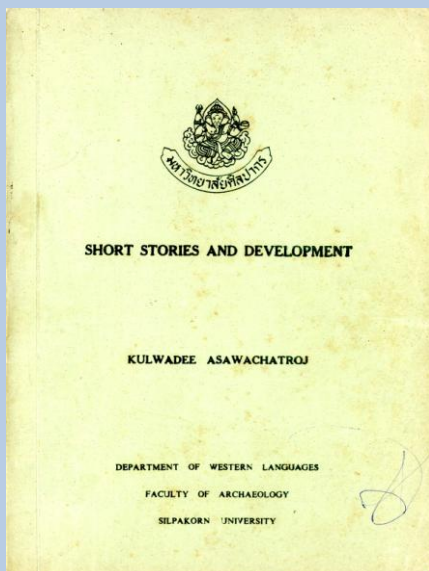 มหาวิทยาลัยศิลปากร
SHORT STORIES AND DEVELOPMENT
KULWADEE ASAWACHATROJ
DEPARTMENT OF WESTERN LANGUAGES
FACULTY OF ARCHAEOLOGY
SILPAKORN UNIVERSITY